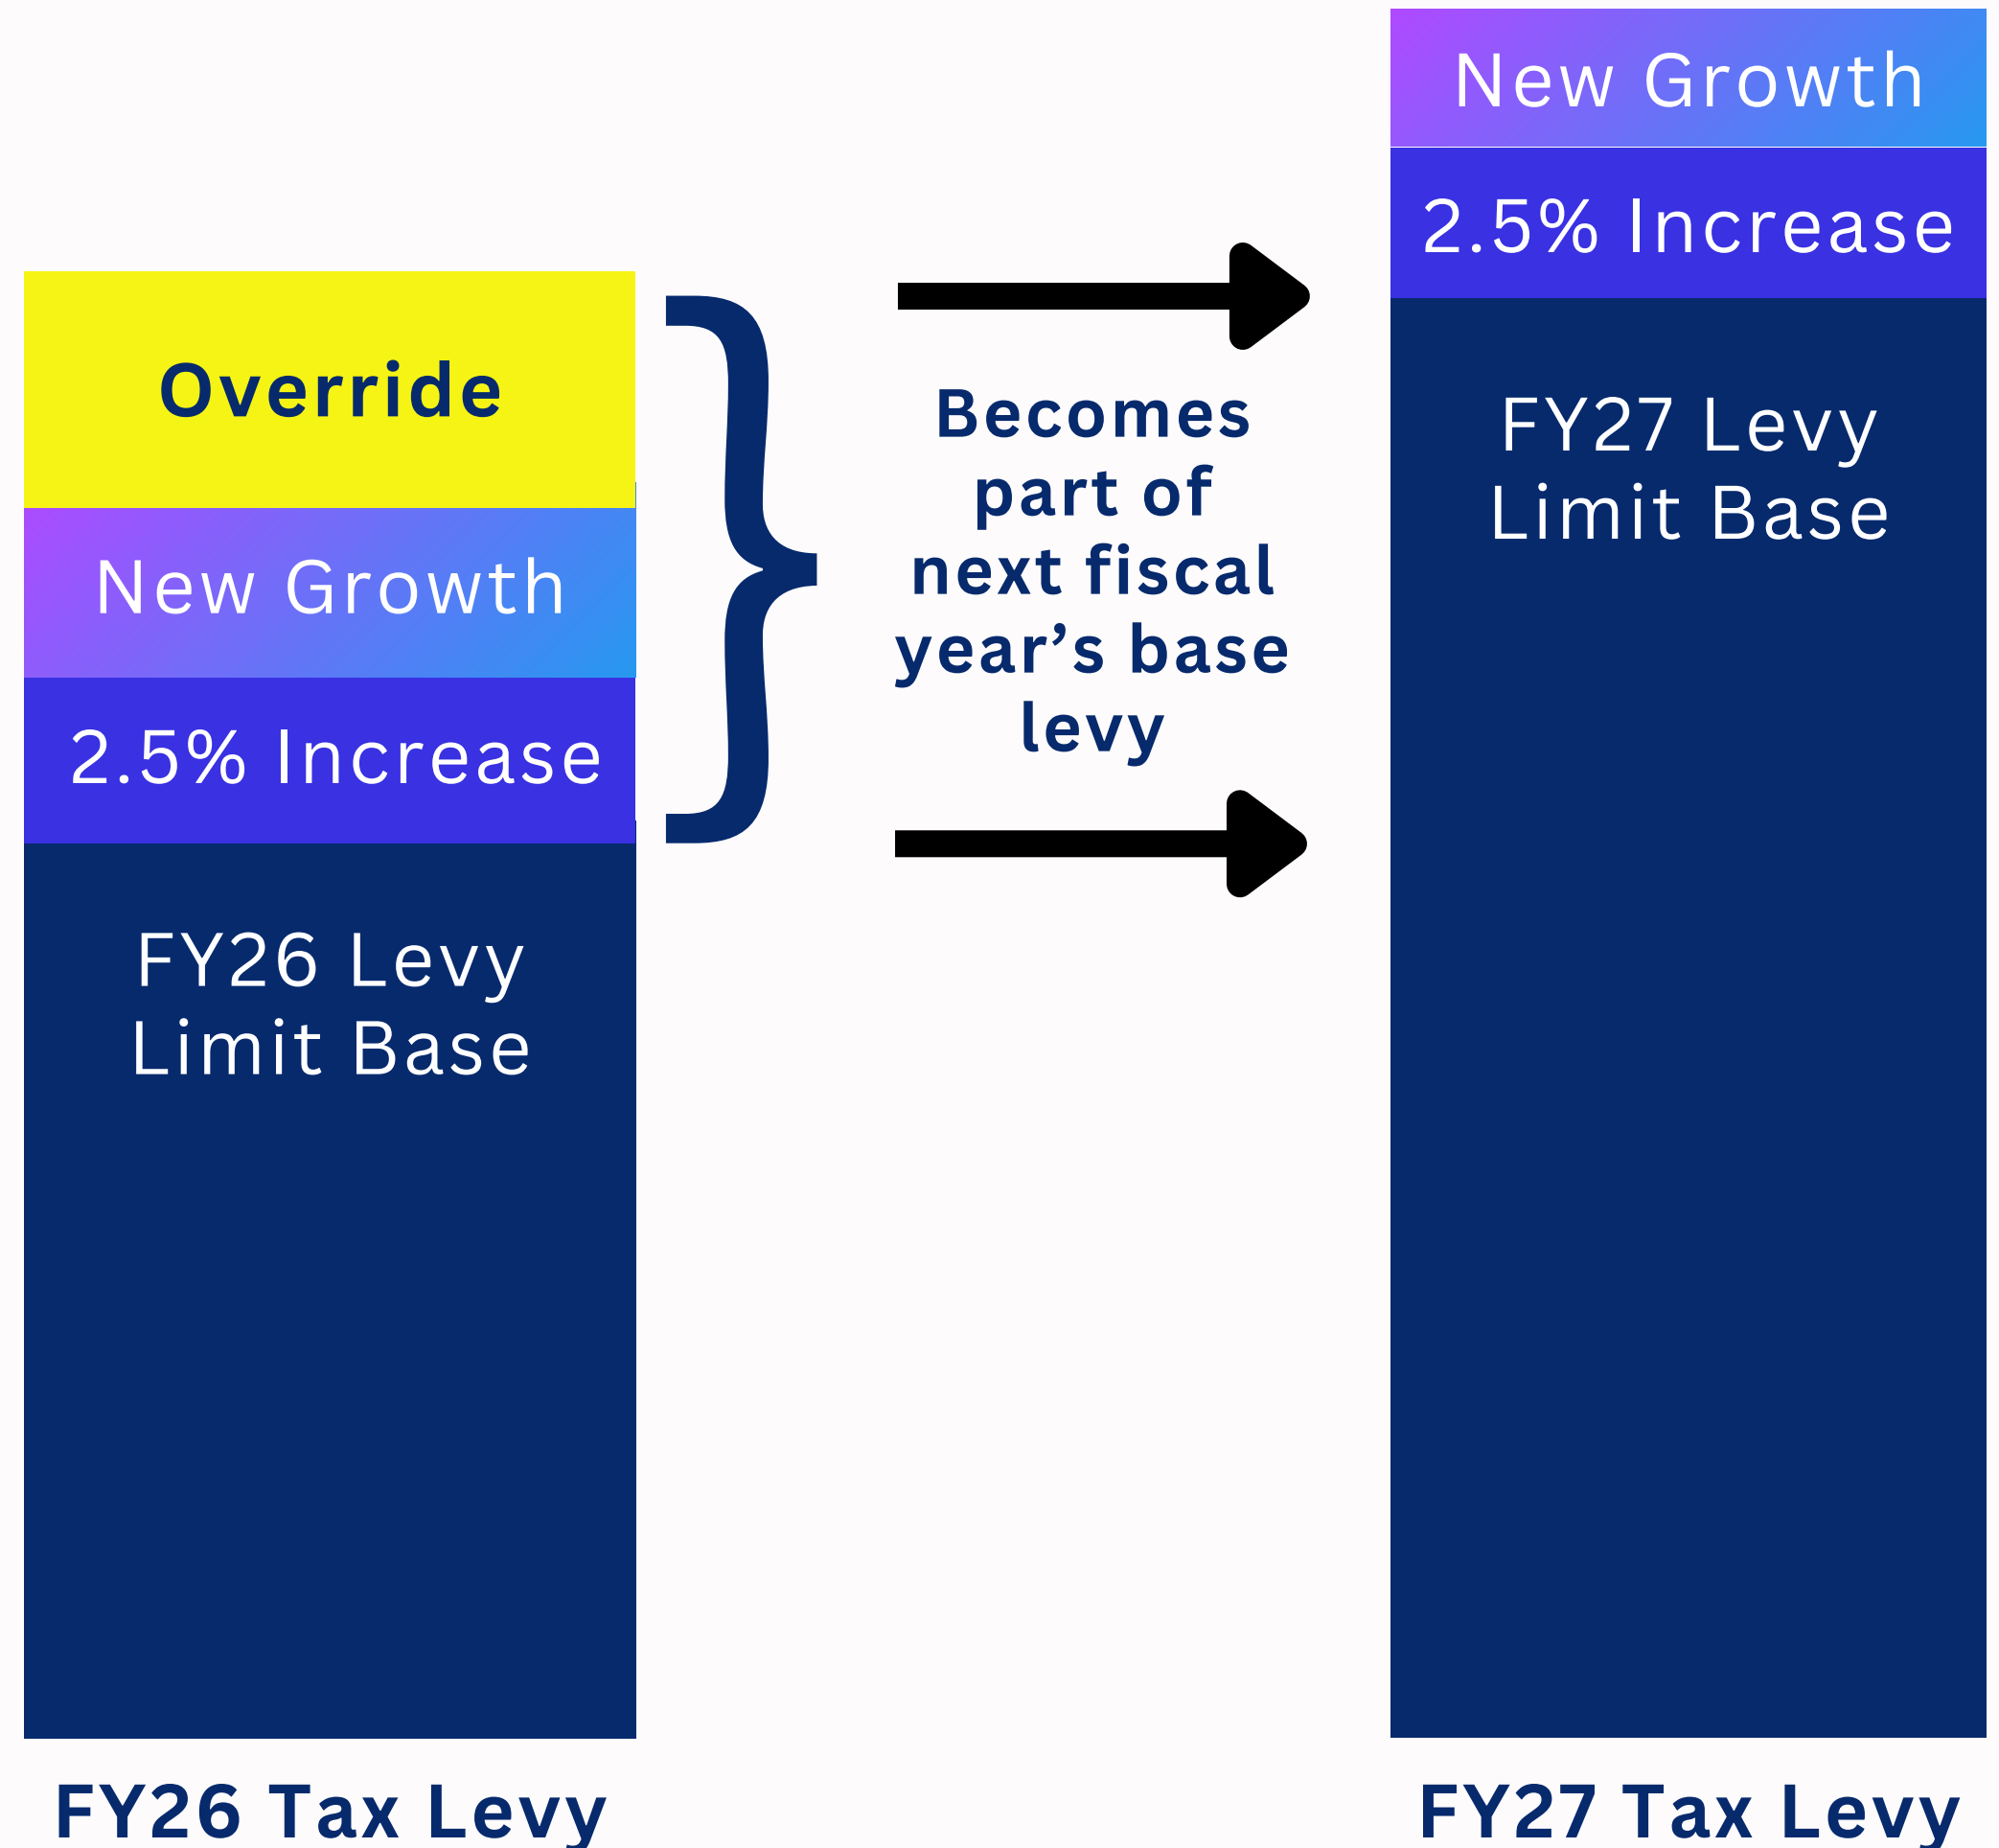 Override
New Growth
2.5% Increase
FY26 Levy
Limit Base
FY26 Tax Levy
Becomes
part of
next fiscal
year’s base
levy
New Growth
2.5% Increase
FY27 Levy
Limit Base
FY27 Tax Levy